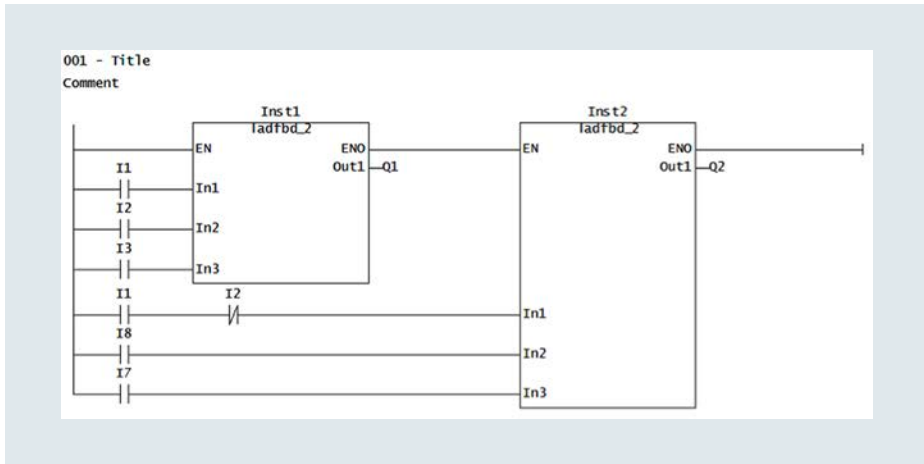 001 - Title
Comment
Inst1
ladfbd_2
EN
ENO
Out1
Q1
I1
In1
I2
In2
I3
In3
Inst2
ladfbd_2
EN
ENO
Out1
Q2
I1
I2
In1
I8
In2
I7
In3